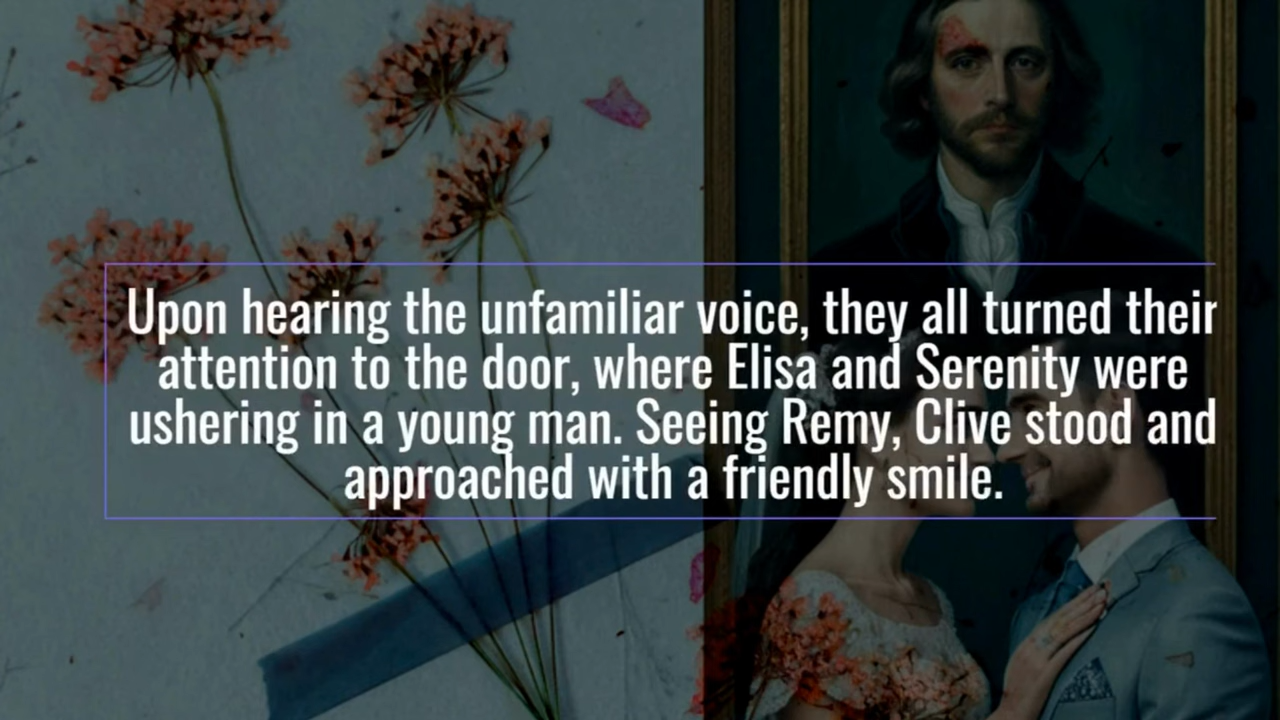 Upon hearing the unfamiliar voice, they all turned their
attention to the door, where Elisa and Serenity were
ushering in a young man. Seeing Remy, Clive stood and
approached with a friendly smile.